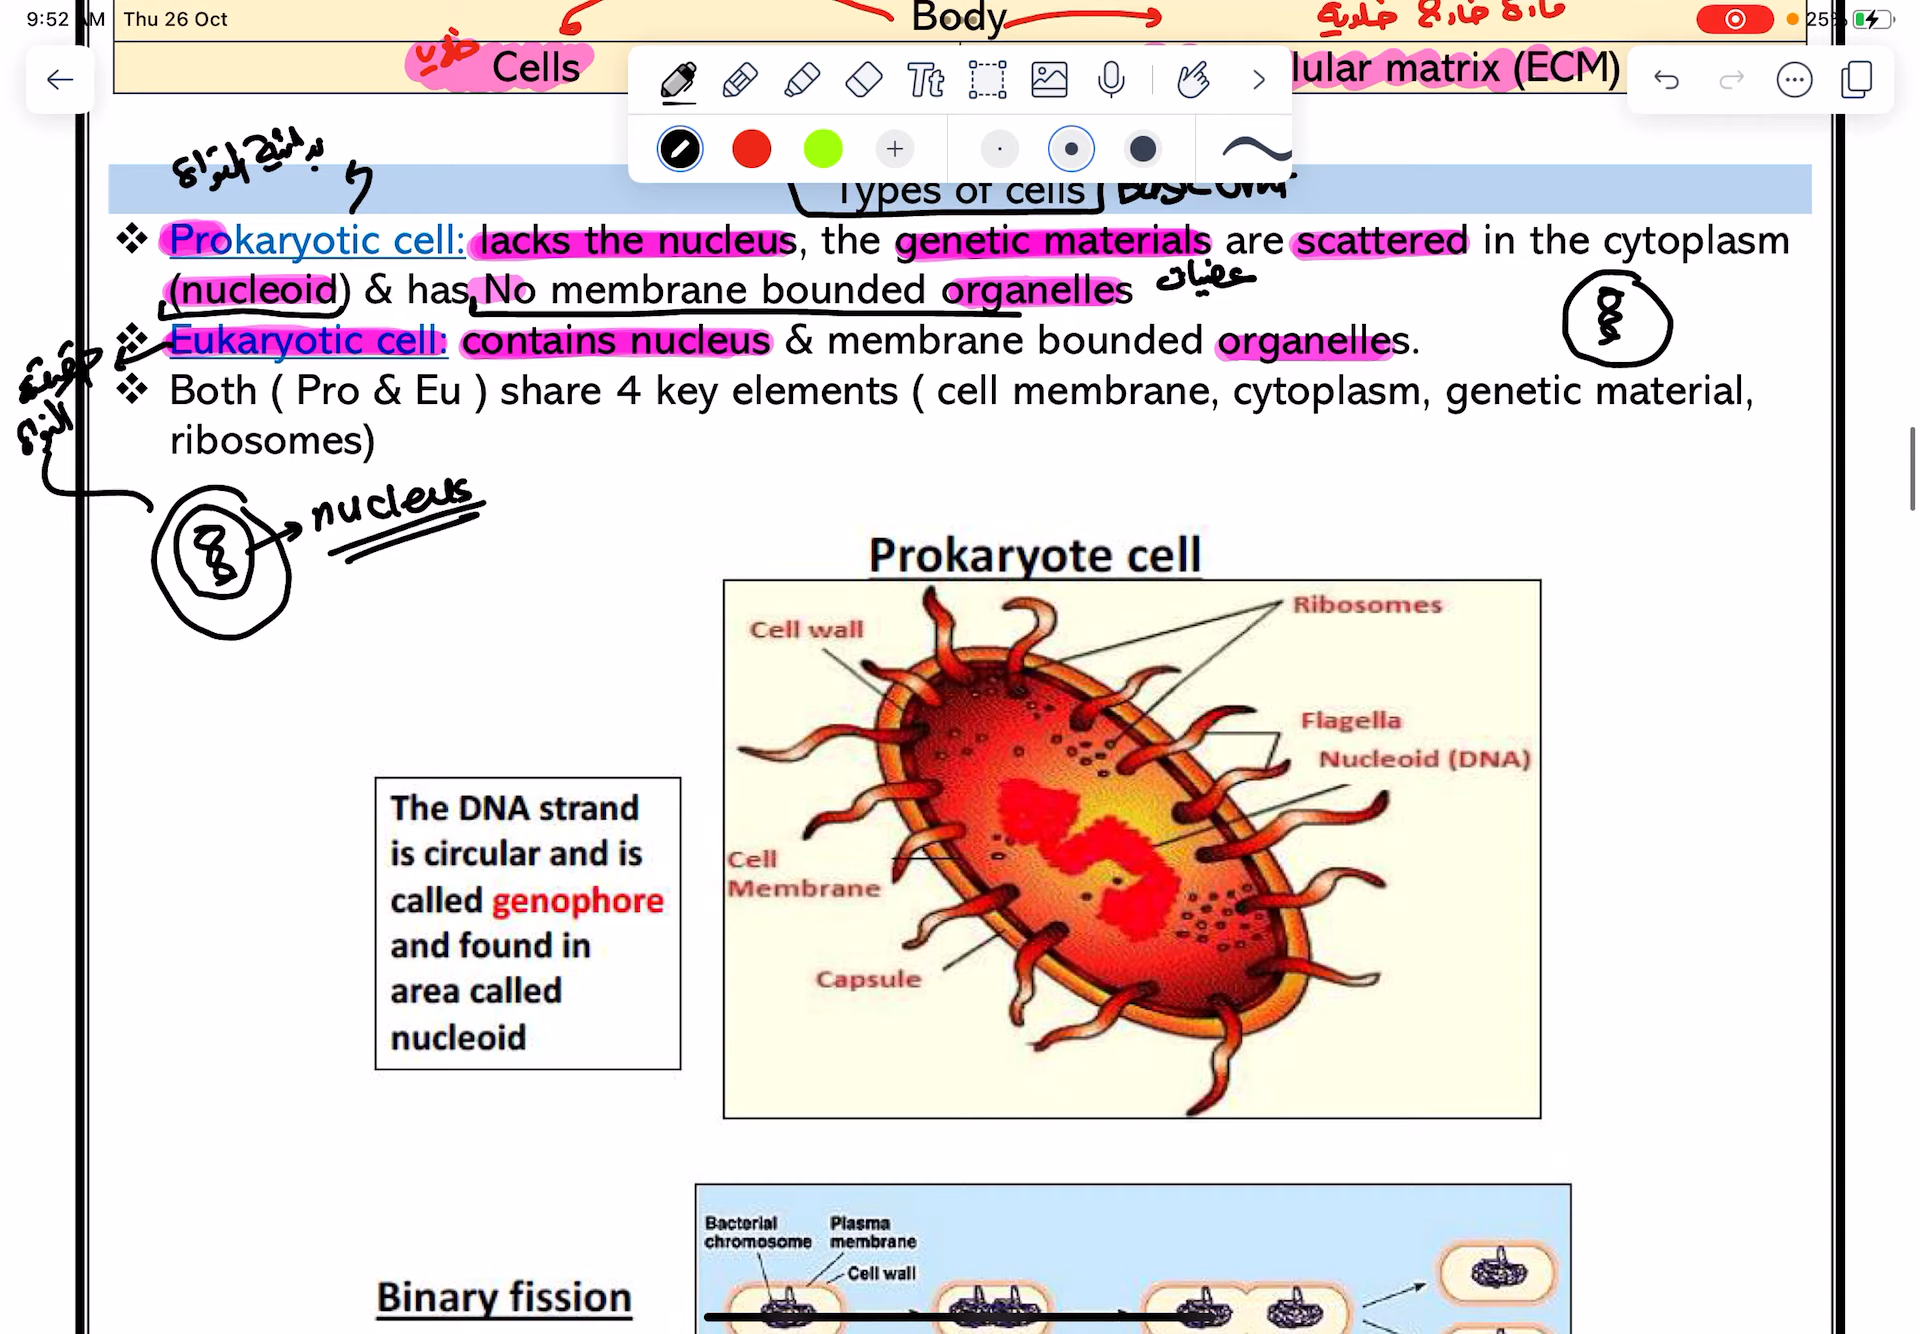 9:52 AM Thu 26 Oct
25%
Body
Cells
lular matrix (ECM)
Tt
Types of cells
Prokaryotic cell: lacks the nucleus, the genetic materials are scattered in the cytoplasm
(nucleoid) & has No membrane bounded organelles
Eukaryotic cell: contains nucleus & membrane bounded organelles.
Both ( Pro & Eu ) share 4 key elements ( cell membrane, cytoplasm, genetic material,
ribosomes)
nucleus
Prokaryote cell
Cell wall
Ribosomes
Flagella
Nucleoid (DNA)
Cell
Membrane
Capsule
The DNA strand
is circular and is
called genophore
and found in
area called
nucleoid
Bacterial
chromosome
Plasma
membrane
Cell wall
Binary fission